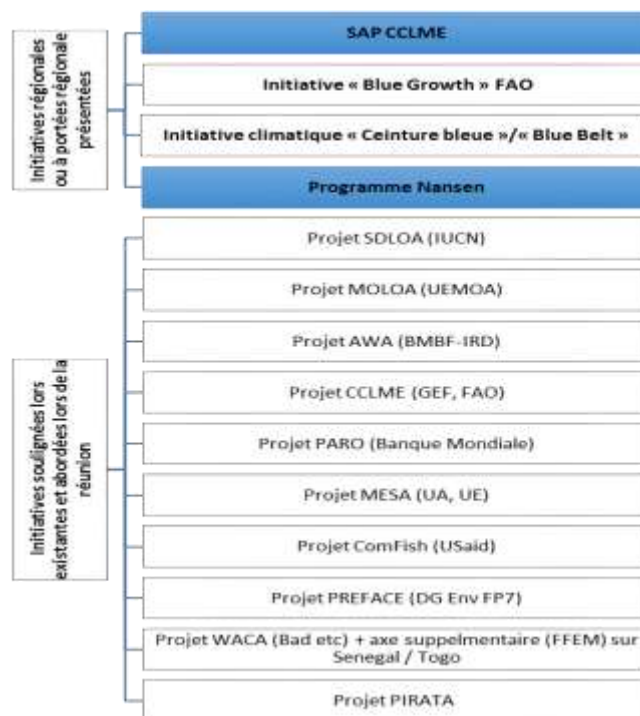 Initiatives régionales
ou à portées régionale
présentées
SAP CCLME
Initiative « Blue Growth » FAO
Initiative climatique « Ceinture bleue »/« Blue Belt »
Programme Nansen
Initiatives soulignées lors
existantes et abordées lors de la
réunion
Projet SDLOA (IUCN)
Projet MOLOA (UEMOA)
Projet AWA (BMBF-IRD)
Projet CCLME (GEF, FAO)
Projet PARO (Banque Mondiale)
Projet MESA (UA, UE)
Projet ComFish (USaid)
Projet PREFACE (DG Env FP7)
Projet WACA (Bad etc) + axe suppelmentaire (FFEM) sur
Senegal / Togo
Projet PIRATA